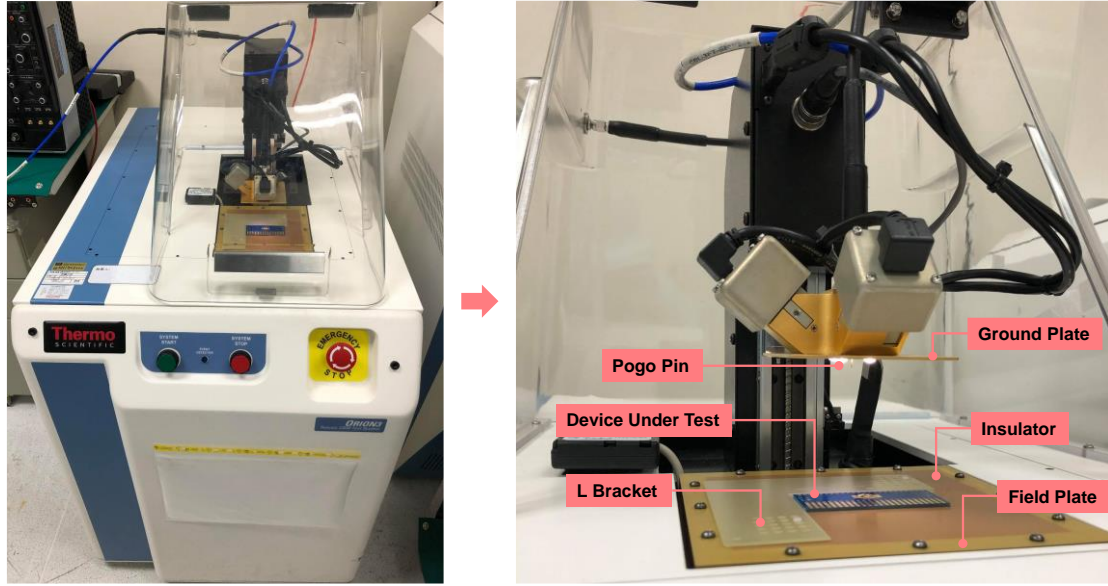 Thermo
SCIENTIFIC
SYSTEM
START
SYSTEM
STOP
EMERGENCY
STOP
ORION3
Ground Plate
Pogo Pin
Device Under Test
Insulator
L Bracket
Field Plate